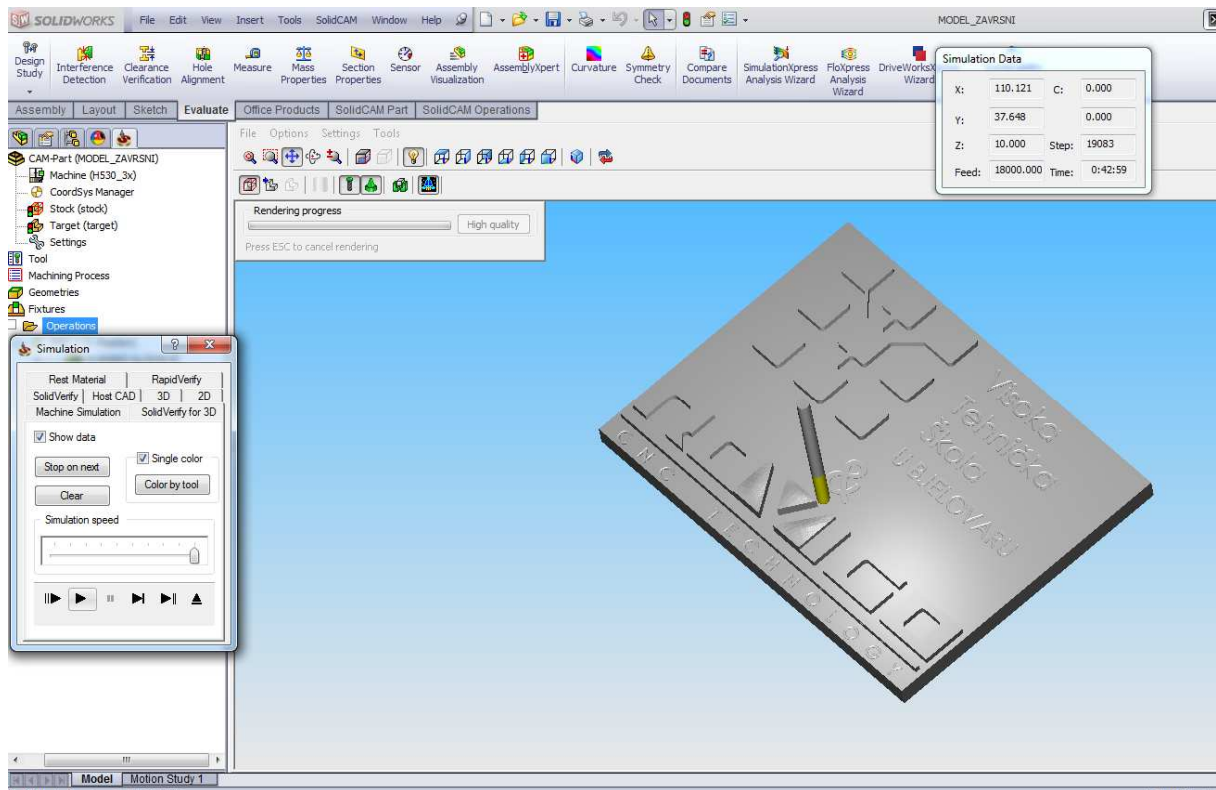 SOLIDWORKS File Edit View Insert Tools SolidCAM Window Help MODEL_ZAVRSNI
Design Study
Interference Detection
Clearance Verification
Hole Alignment
Measure
Mass Properties
Section Properties
Sensor
Assembly Visualization
AssemblyXpert
Curvature
Symmetry Check
Compare Documents
SimulationXpress Analysis Wizard
FloXpress Analysis Wizard
Wizard
Simulation Data
X: 110.121 C: 0.000
Y: 37.648 0.000
Z: 10.000 Step: 19083
Feed: 18000.000 Time: 0:42:59
Assembly Layout Sketch Evaluate Office Products SolidCAM Part SolidCAM Operations
File Options Settings Tools
CAM-Part (MODEL_ZAVRSNI)
Machine (H530_3x)
CoordSys Manager
Stock (stock)
Target (target)
Settings
Tool
Machining Process
Geometries
Fixtures
Operations
Rendering progress
High quality
Press ESC to cancel rendering
Simulation
Rest Material RapidVerify
SolidVerify Host CAD 3D 2D
Machine Simulation SolidVerify for 3D
Show data
Stop on next
Single color
Clear
Color by tool
Simulation speed
Visoka
Tehnička
Škola
U BJELOVARU
&
CNC TECHNOLOGY
Model Motion Study 1